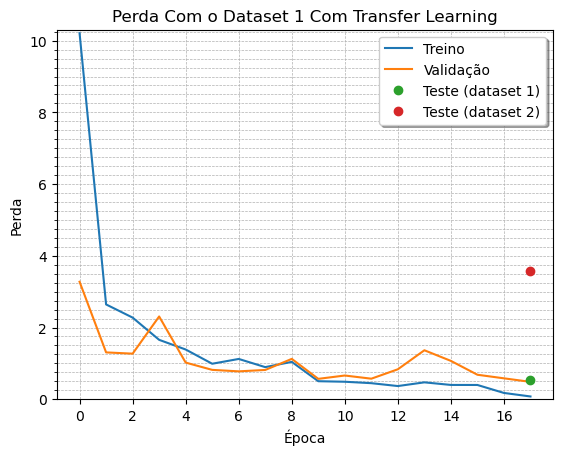 Perda Com o Dataset 1 Com Transfer Learning
Treino
Validação
Teste (dataset 1)
Teste (dataset 2)
Perda
10
8
6
4
2
0
0 2 4 6 8 10 12 14 16
Época